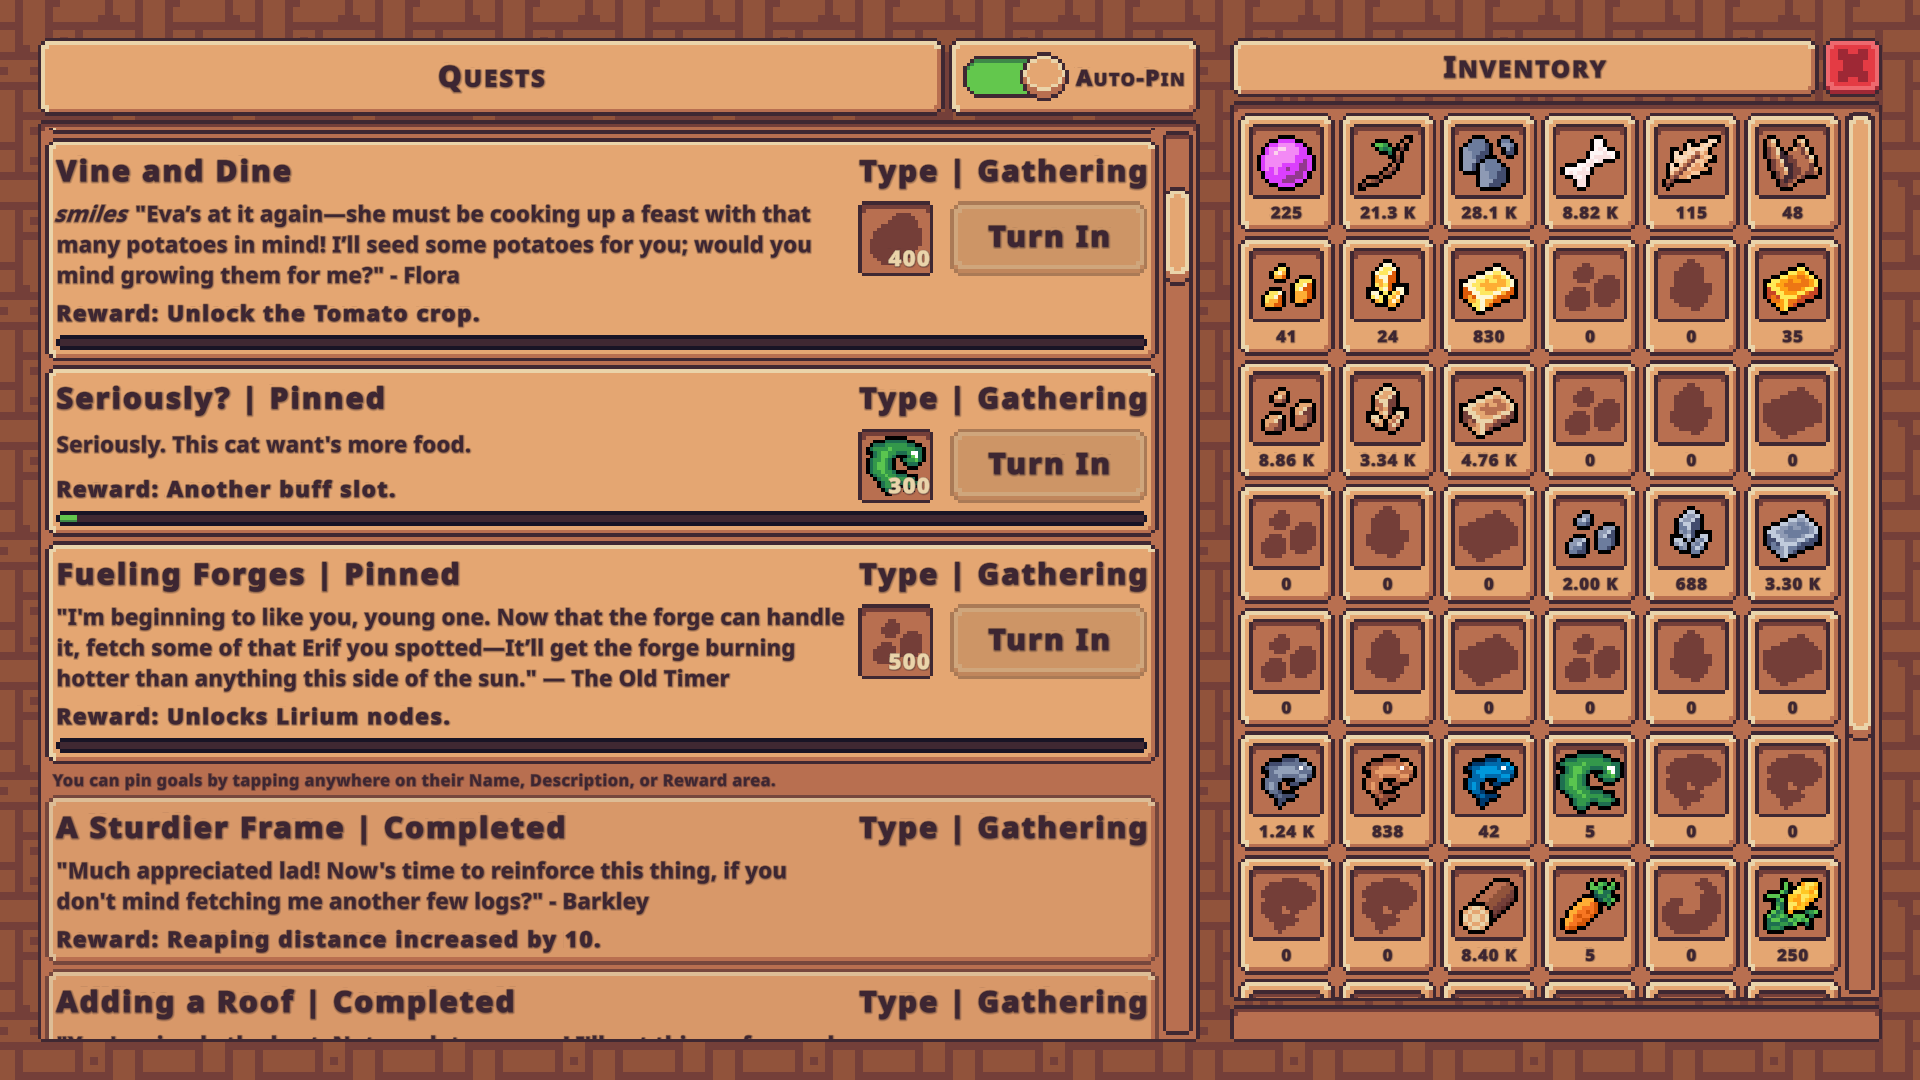 Quests
Auto-Pin
Vine and Dine
Type | Gathering
smiles "Eva’s at it again—she must be cooking up a feast with that
many potatoes in mind! I’ll seed some potatoes for you; would you
mind growing them for me?" - Flora
400
Turn In
Reward: Unlock the Tomato crop.
Seriously? | Pinned
Type | Gathering
Seriously. This cat want's more food.
300
Turn In
Reward: Another buff slot.
Fueling Forges | Pinned
Type | Gathering
"I'm beginning to like you, young one. Now that the forge can handle
it, fetch some of that Erif you spotted—It’ll get the forge burning
hotter than anything this side of the sun." — The Old Timer
500
Turn In
Reward: Unlocks Lirium nodes.
You can pin goals by tapping anywhere on their Name, Description, or Reward area.
A Sturdier Frame | Completed
Type | Gathering
"Much appreciated lad! Now's time to reinforce this thing, if you
don't mind fetching me another few logs?" - Barkley
Reward: Reaping distance increased by 10.
Adding a Roof | Completed
Type | Gathering
Inventory
225 21.3 K 28.1 K 8.82 K 115 48
41 24 830 0 0 35
8.86 K 3.34 K 4.76 K 0 0 0
0 0 0 2.00 K 688 3.30 K
0 0 0 0 0 0
1.24 K 838 42 5 0 0
0 0 8.40 K 5 0 250